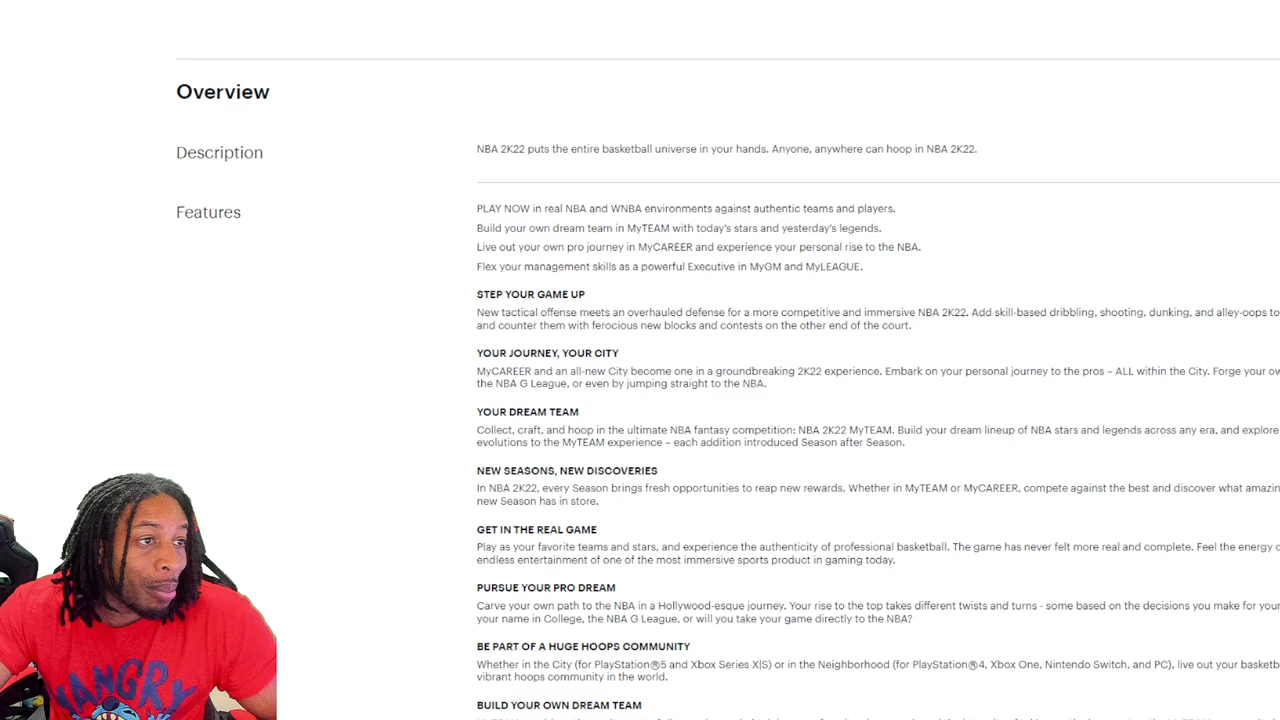 Overview
Description
NBA 2K22 puts the entire basketball universe in your hands. Anyone, anywhere can hoop in NBA 2K22.
Features
PLAY NOW in real NBA and WNBA environments against authentic teams and players.
Build your own dream team in MyTEAM with today's stars and yesterday's legends.
Live out your own pro journey in MyCAREER and experience your personal rise to the NBA.
Flex your management skills as a powerful Executive in MyGM and MyLEAGUE.
STEP YOUR GAME UP
New tactical offense meets an overhauled defense for a more competitive and immersive NBA 2K22. Add skill-based dribbling, shooting, dunking, and alley-oops to
and counter them with ferocious new blocks and contests on the other end of the court.
YOUR JOURNEY, YOUR CITY
MyCAREER and an all-new City become one in a groundbreaking 2K22 experience. Embark on your personal journey to the pros – ALL within the City. Forge your ow
the NBA G League, or even by jumping straight to the NBA.
YOUR DREAM TEAM
Collect, craft, and hoop in the ultimate NBA fantasy competition: NBA 2K22 MyTEAM. Build your dream lineup of NBA stars and legends across any era, and explore
evolutions to the MyTEAM experience – each addition introduced Season after Season.
NEW SEASONS, NEW DISCOVERIES
In NBA 2K22, every Season brings fresh opportunities to reap new rewards. Whether in MyTEAM or MyCAREER, compete against the best and discover what amazin
new Season has in store.
GET IN THE REAL GAME
Play as your favorite teams and stars, and experience the authenticity of professional basketball. The game has never felt more real and complete. Feel the energy o
endless entertainment of one of the most immersive sports product in gaming today.
PURSUE YOUR PRO DREAM
Carve your own path to the NBA in a Hollywood-esque journey. Your rise to the top takes different twists and turns - some based on the decisions you make for your
your name in College, the NBA G League, or will you take your game directly to the NBA?
BE PART OF A HUGE HOOPS COMMUNITY
Whether in the City (for PlayStation®5 and Xbox Series X|S) or in the Neighborhood (for PlayStation®4, Xbox One, Nintendo Switch, and PC), live out your basketb
vibrant hoops community in the world.
BUILD YOUR OWN DREAM TEAM
ANGRY